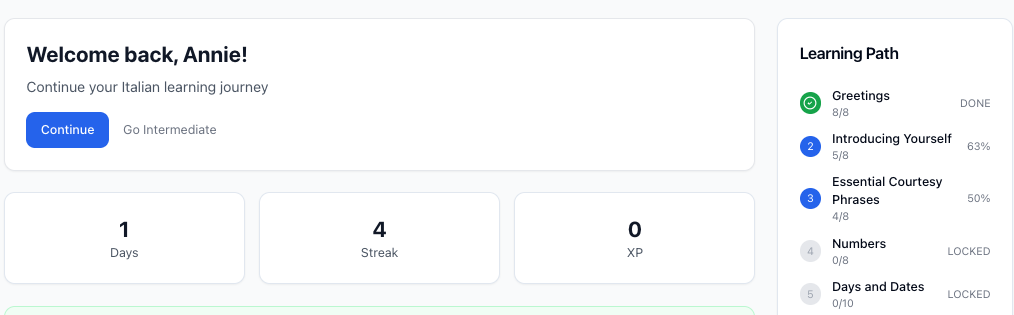 Welcome back, Annie!
Continue your Italian learning journey
Continue
Go Intermediate
1
Days
4
Streak
0
XP
Learning Path
Greetings
8/8
DONE
2
Introducing Yourself
5/8
63%
3
Essential Courtesy
Phrases
4/8
50%
4
Numbers
0/8
LOCKED
5
Days and Dates
0/10
LOCKED